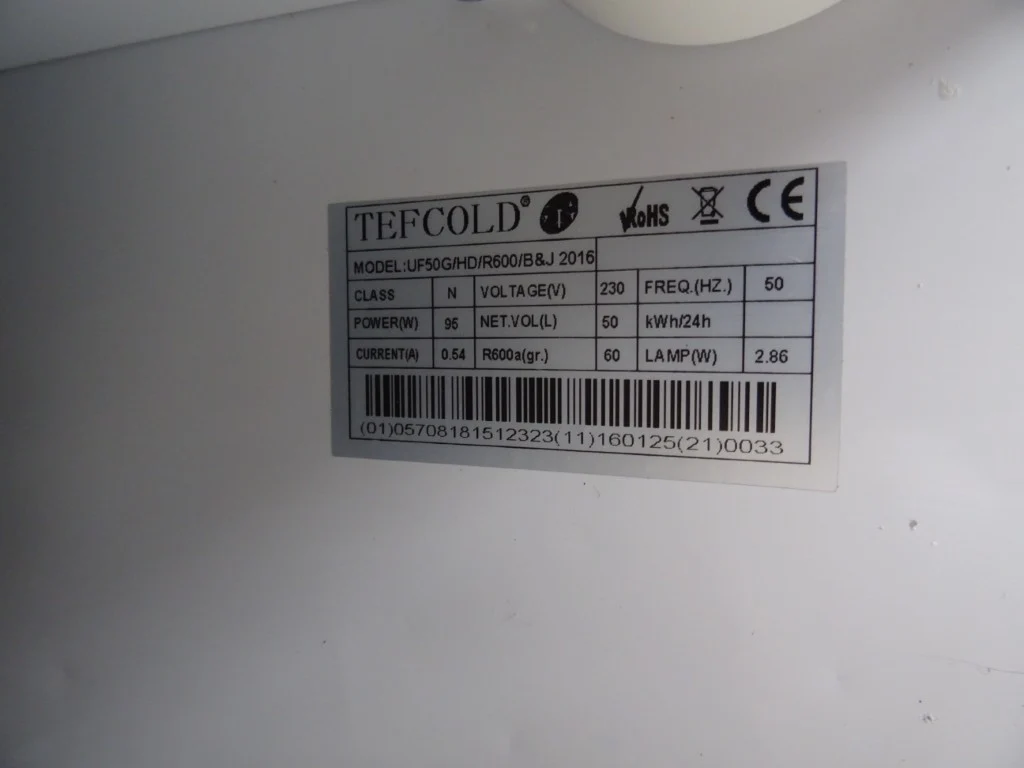 TEFCOLD® I RoHS CE
MODEL:UF50G/HD/R600/B&J 2016
CLASS N VOLTAGE(V) 230 FREQ.(HZ.) 50
POWER(W) 95 NET.VOL(L) 50 kWh/24h
CURRENT(A) 0.54 R600a(gr.) 60 LAMP(W) 2.86
(01)05708181512323(11)160125(21)0033